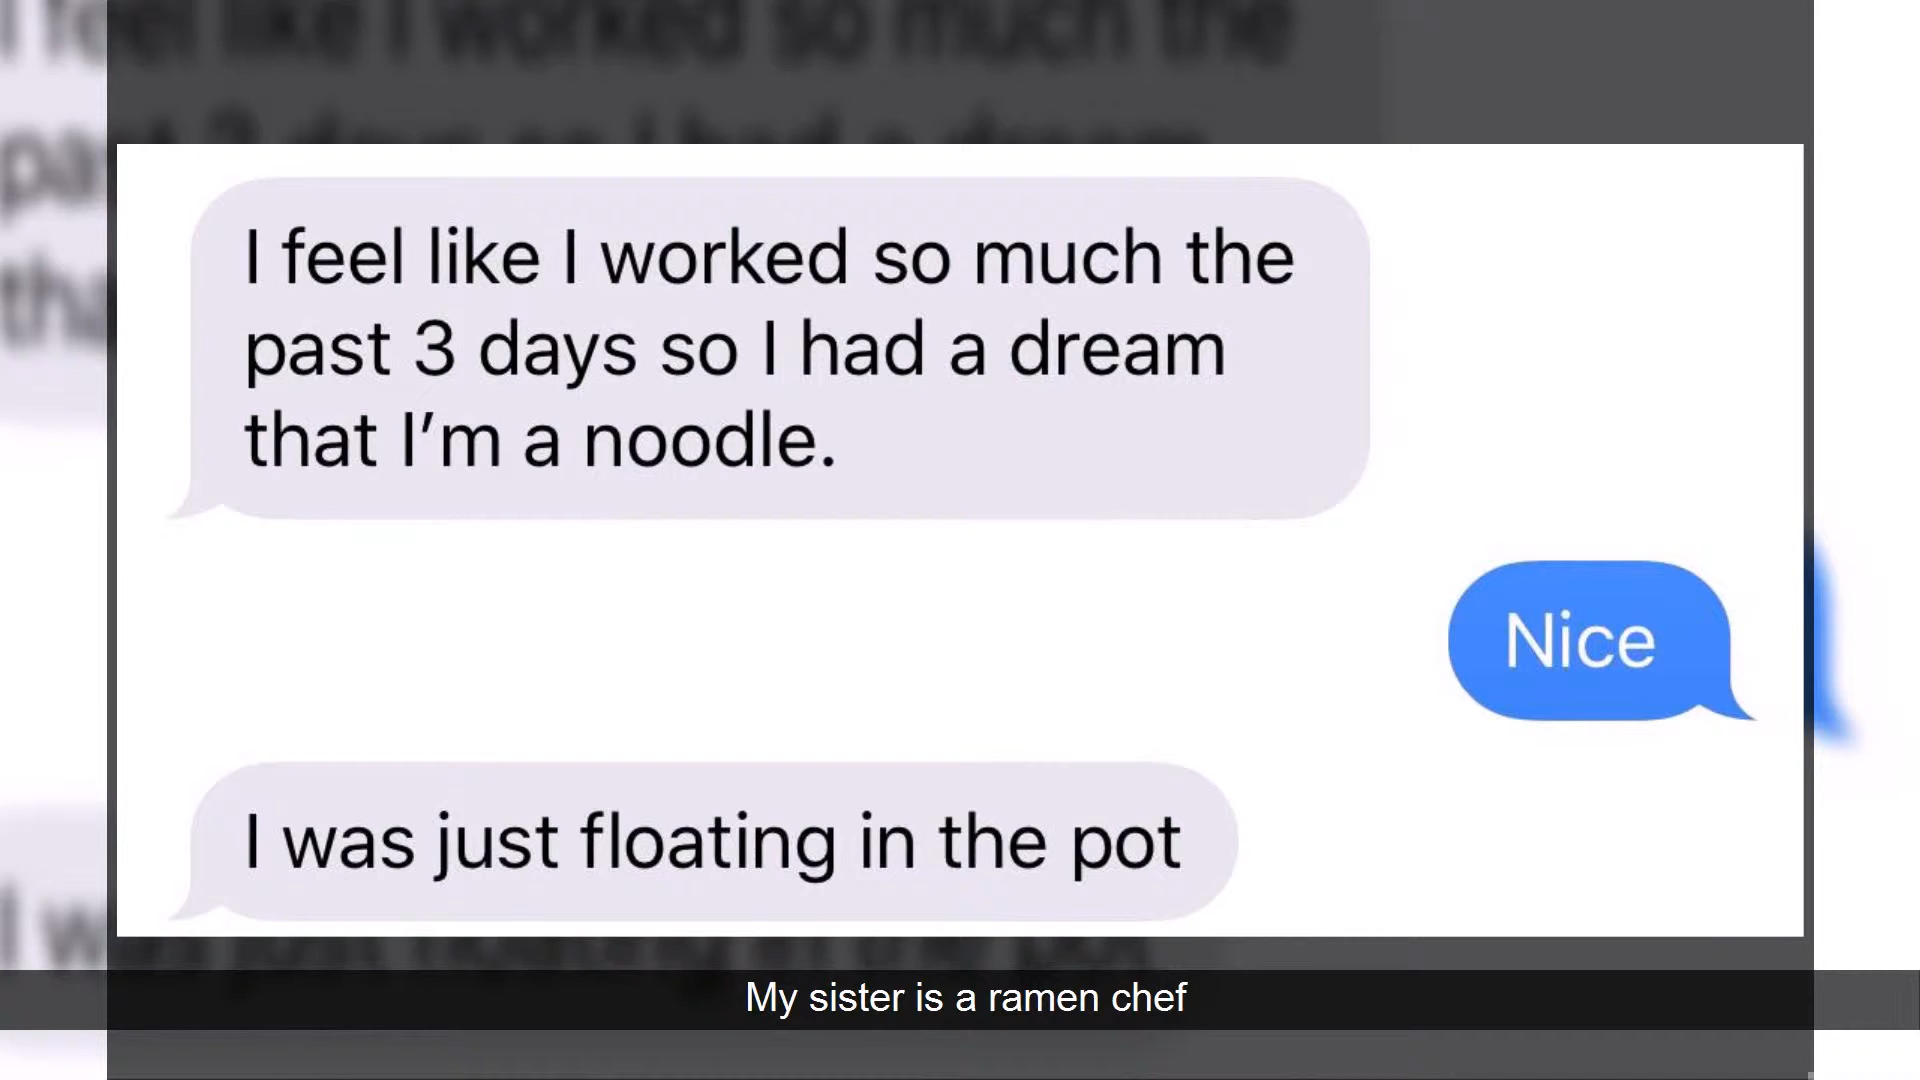 I feel like I worked so much the
past 3 days so I had a dream
that I’m a noodle.
Nice
I was just floating in the pot
My sister is a ramen chef